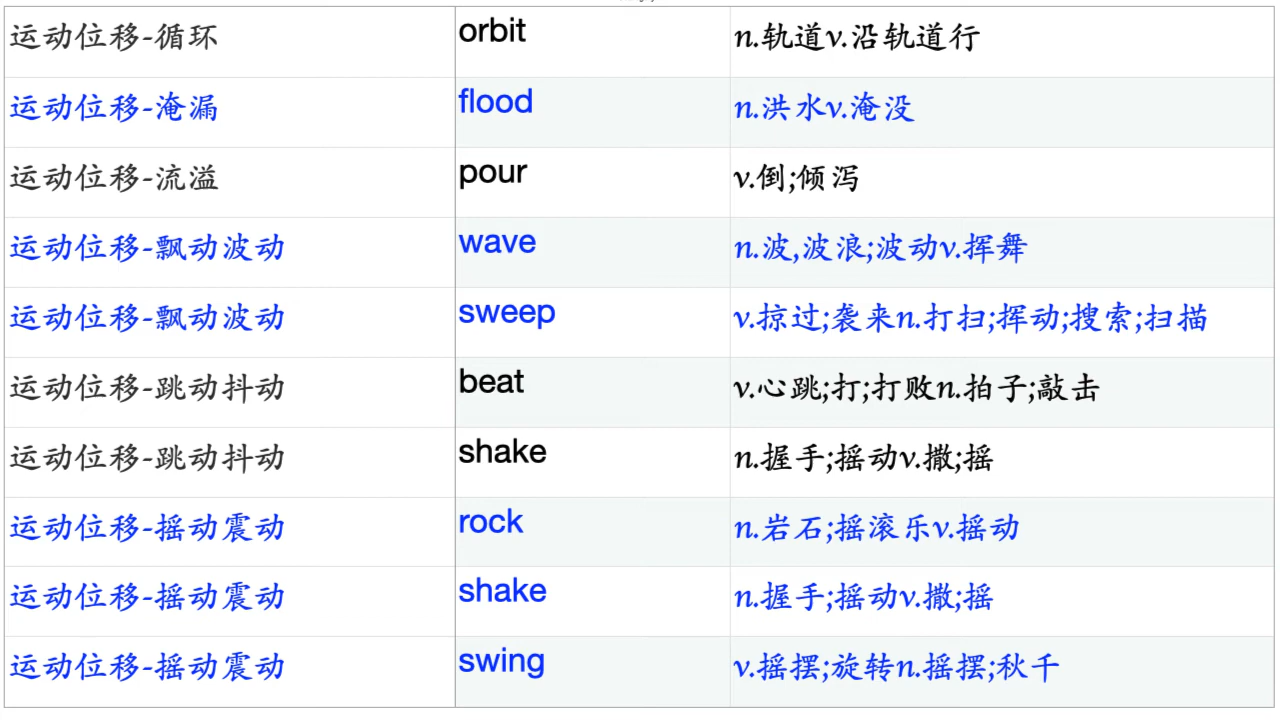 运动位移-循环 orbit n.轨道v.沿轨道行
运动位移-淹漏 flood n.洪水v.淹没
运动位移-流溢 pour v.倒;倾泻
运动位移-飘动波动 wave n.波,波浪;波动v.挥舞
运动位移-飘动波动 sweep v.掠过;袭来n.打扫;挥动;搜索;扫描
运动位移-跳动抖动 beat v.心跳;打;打败n.拍子;敲击
运动位移-跳动抖动 shake n.握手;摇动v.撒;摇
运动位移-摇动震动 rock n.岩石;摇滚乐v.摇动
运动位移-摇动震动 shake n.握手;摇动v.撒;摇
运动位移-摇动震动 swing v.摇摆;旋转n.摇摆;秋千